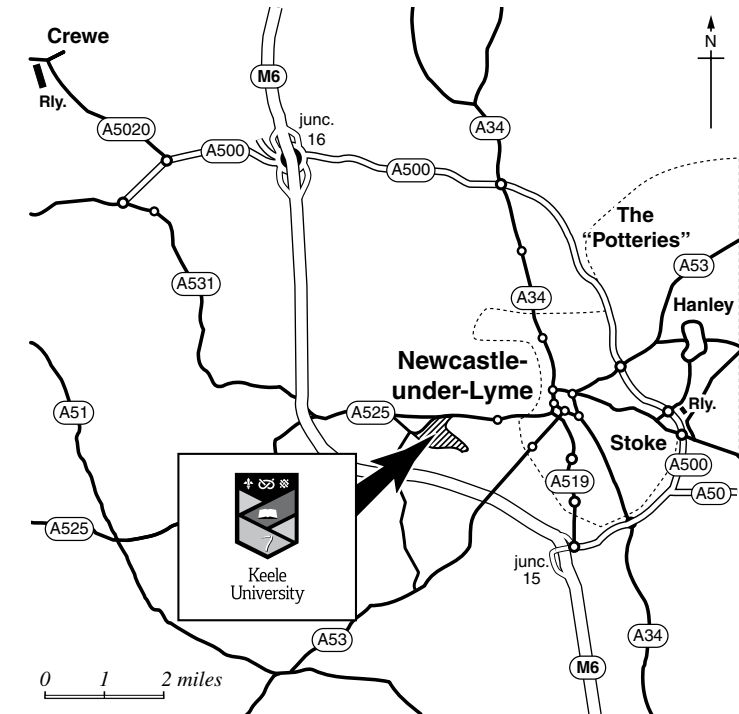 Crewe
Rly.
M6
N
junc.
16
A34
A5020
A500
A500
The
"Potteries"
A53
A531
A34
Hanley
Newcastle-
under-Lyme
A51
A525
Rly.
Stoke
A500
A519
A50
A525
Keele
University
junc.
15
A53
A34
M6
0 1 2 miles